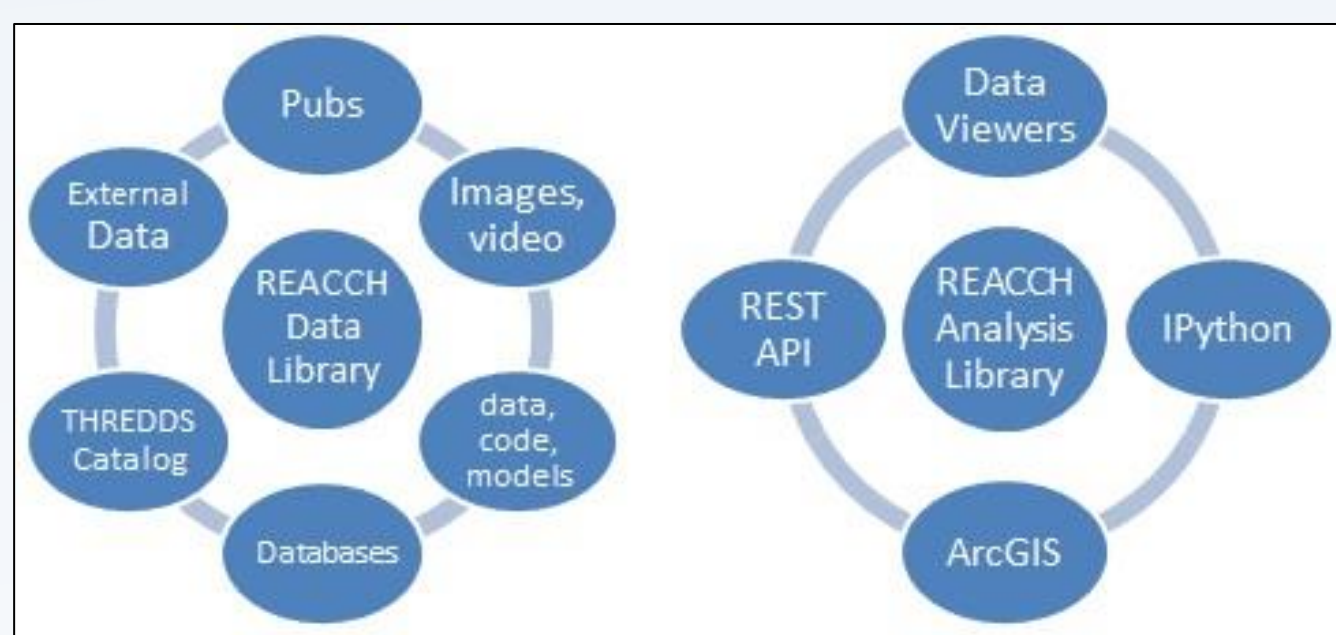 Pubs
Images,
video
data,
code,
models
Databases
THREDDS
Catalog
External
Data
REACCH
Data
Library
Data
Viewers
IPython
ArcGIS
REST
API
REACCH
Analysis
Library